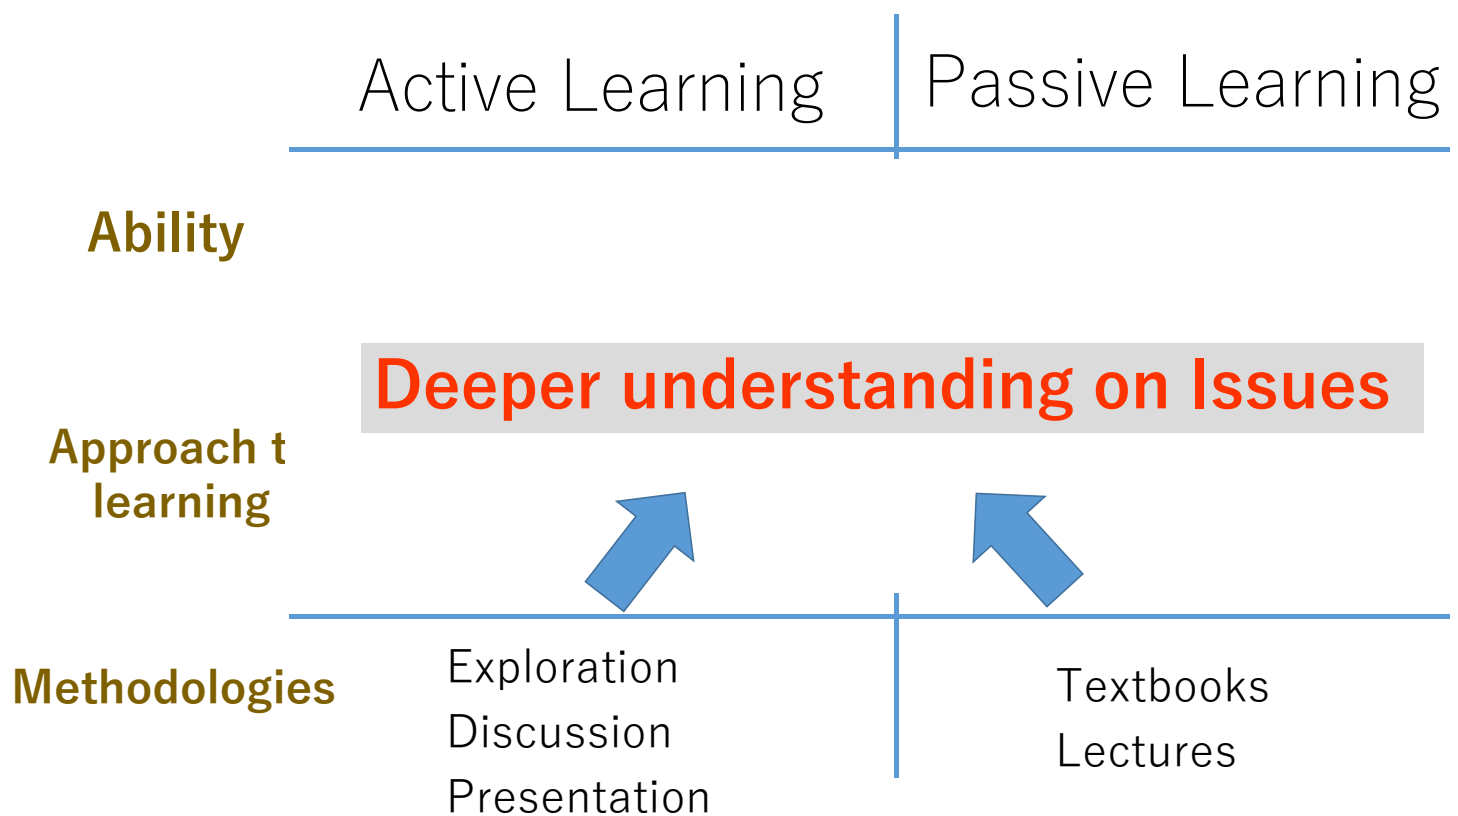 Active Learning
Passive Learning
Ability
Deeper understanding on Issues
Approach t
learning
Methodologies
Exploration
Discussion
Presentation
Textbooks
Lectures